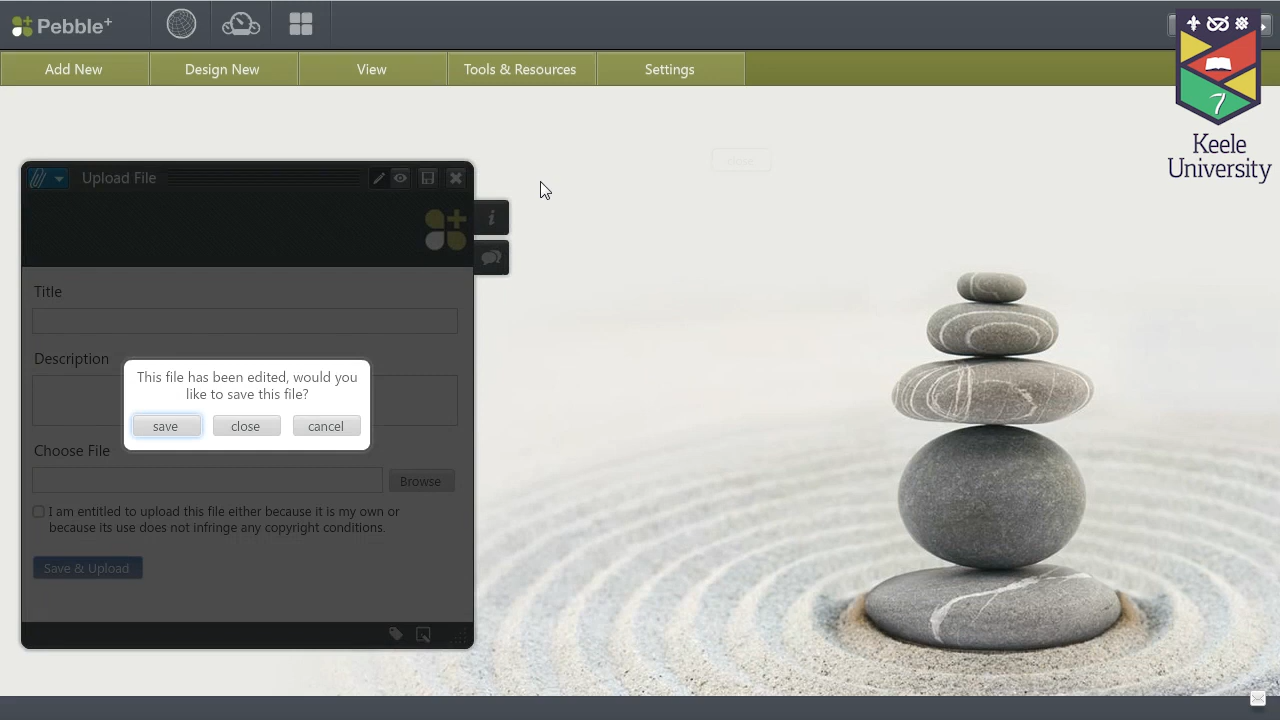 Pebble+
Add New
Design New
View
Tools & Resources
Settings
Keele
University
Upload File
Title
Description
This file has been edited, would you
like to save this file?
save
close
cancel
Choose File
Browse
I am entitled to upload this file either because it is my own or
because its use does not infringe any copyright conditions.
Save & Upload